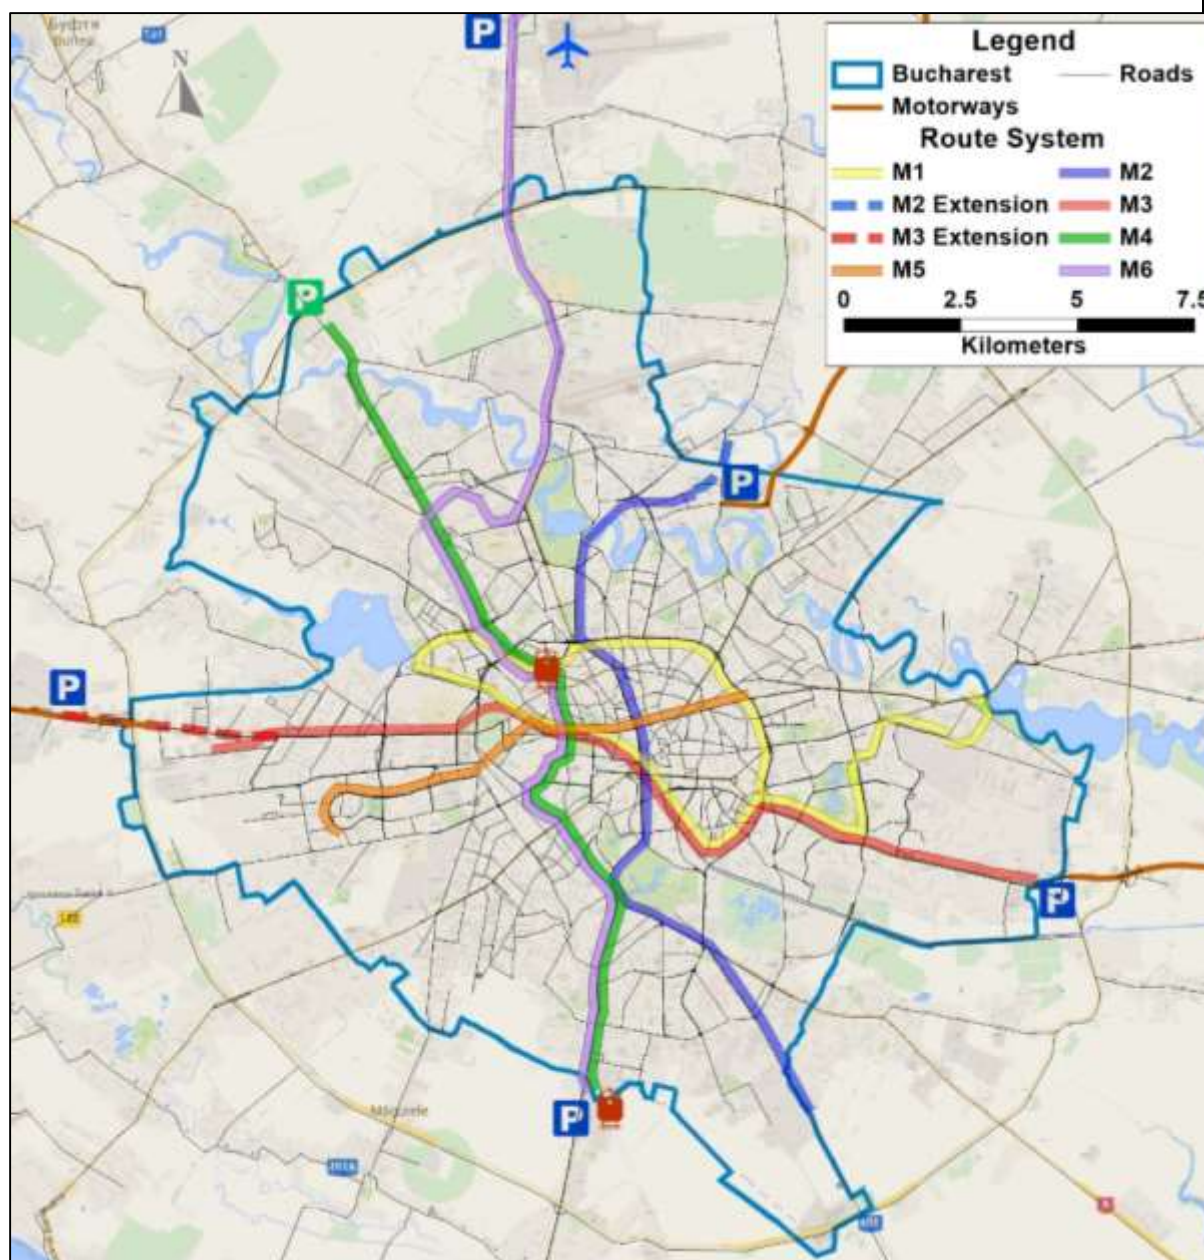 Legend
Bucharest
Roads
Motorways
Route System
M1
M2
M2 Extension
M3
M3 Extension
M4
M5
M6
0
2.5
5
7.5
Kilometers
N
P
P
P
P
P
P
Măgurele